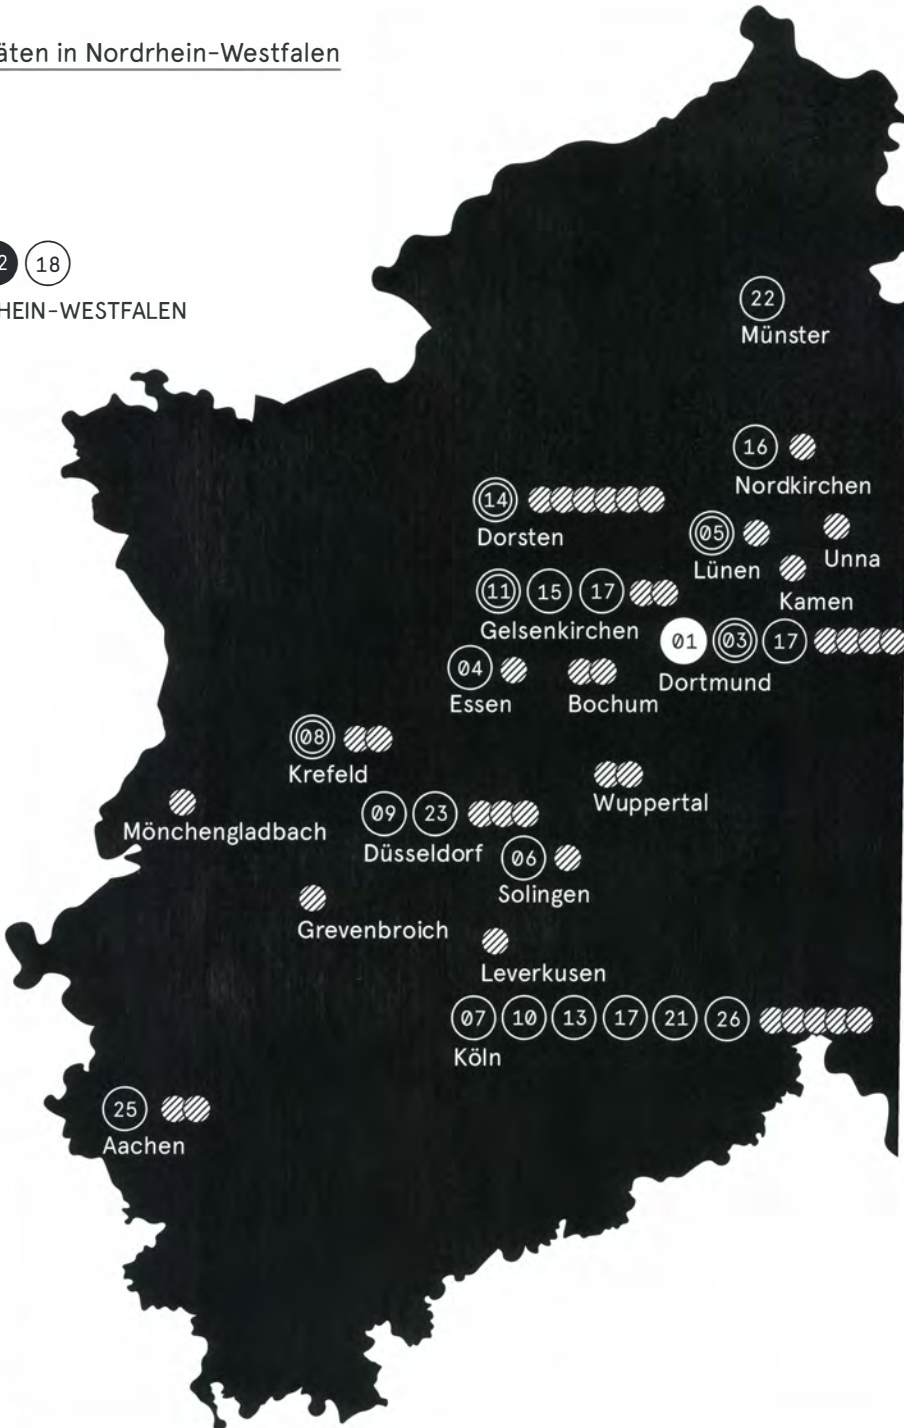 äten in Nordrhein-Westfalen
2 18
HEIN-WESTFALEN
22
Münster
16
Nordkirchen
14
Dorsten
05
Lünen
Unna
Kamen
11 15 17
Gelsenkirchen
01 03 17
Dortmund
04
Essen
Bochum
08
Krefeld
Wuppertal
Mönchengladbach
09 23
Düsseldorf
06
Solingen
Grevenbroich
Leverkusen
07 10 13 17 21 26
Köln
25
Aachen